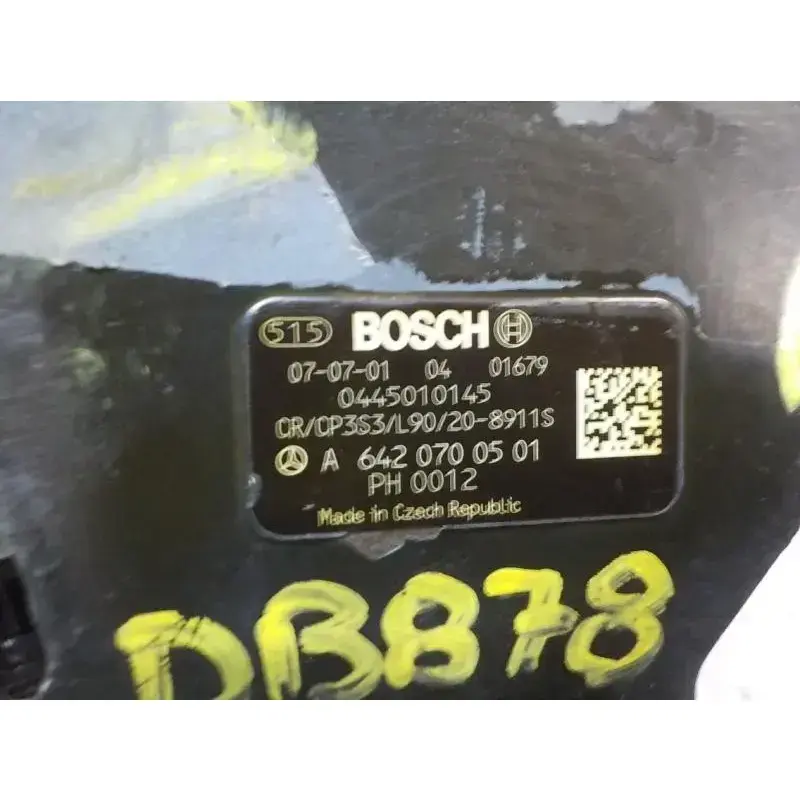 515 BOSCH
07-07-01 04 01679
0445010145
CR/CP3S3/L90/20-8911S
A 642 070 05 01
PH 0012
Made in Czech Republic
DB878